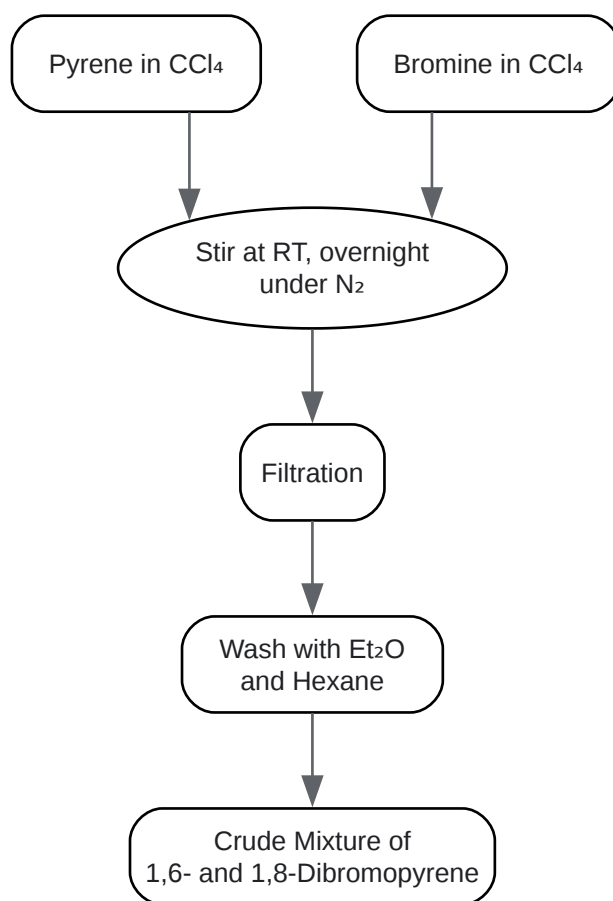 Pyrene in CCl₄
Bromine in CCl₄
Stir at RT, overnight
under N₂
Filtration
Wash with Et₂O
and Hexane
Crude Mixture of
1,6- and 1,8-Dibromopyrene